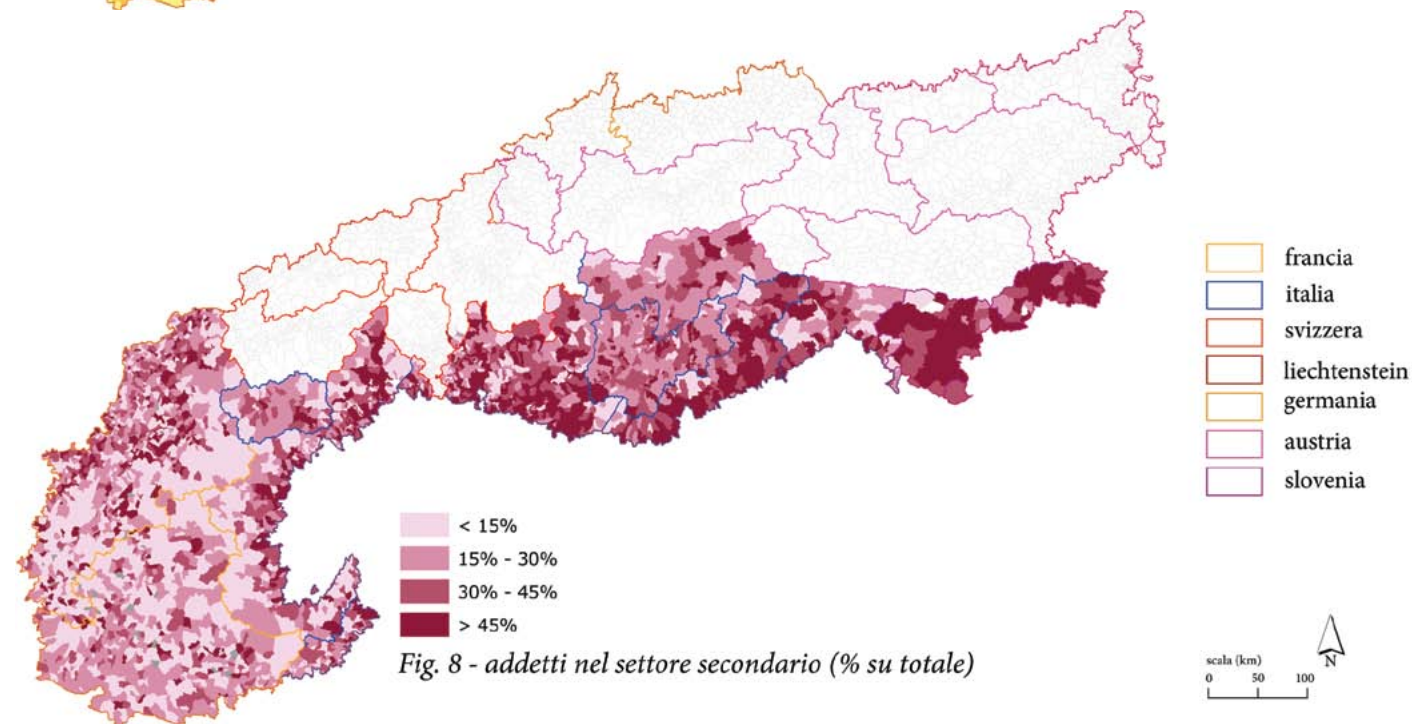 francia
italia
svizzera
liechtenstein
germania
austria
slovenia
< 15%
15% - 30%
30% - 45%
> 45%
Fig. 8 - addetti nel settore secondario (% su totale)
scala (km)
0 50 100
N